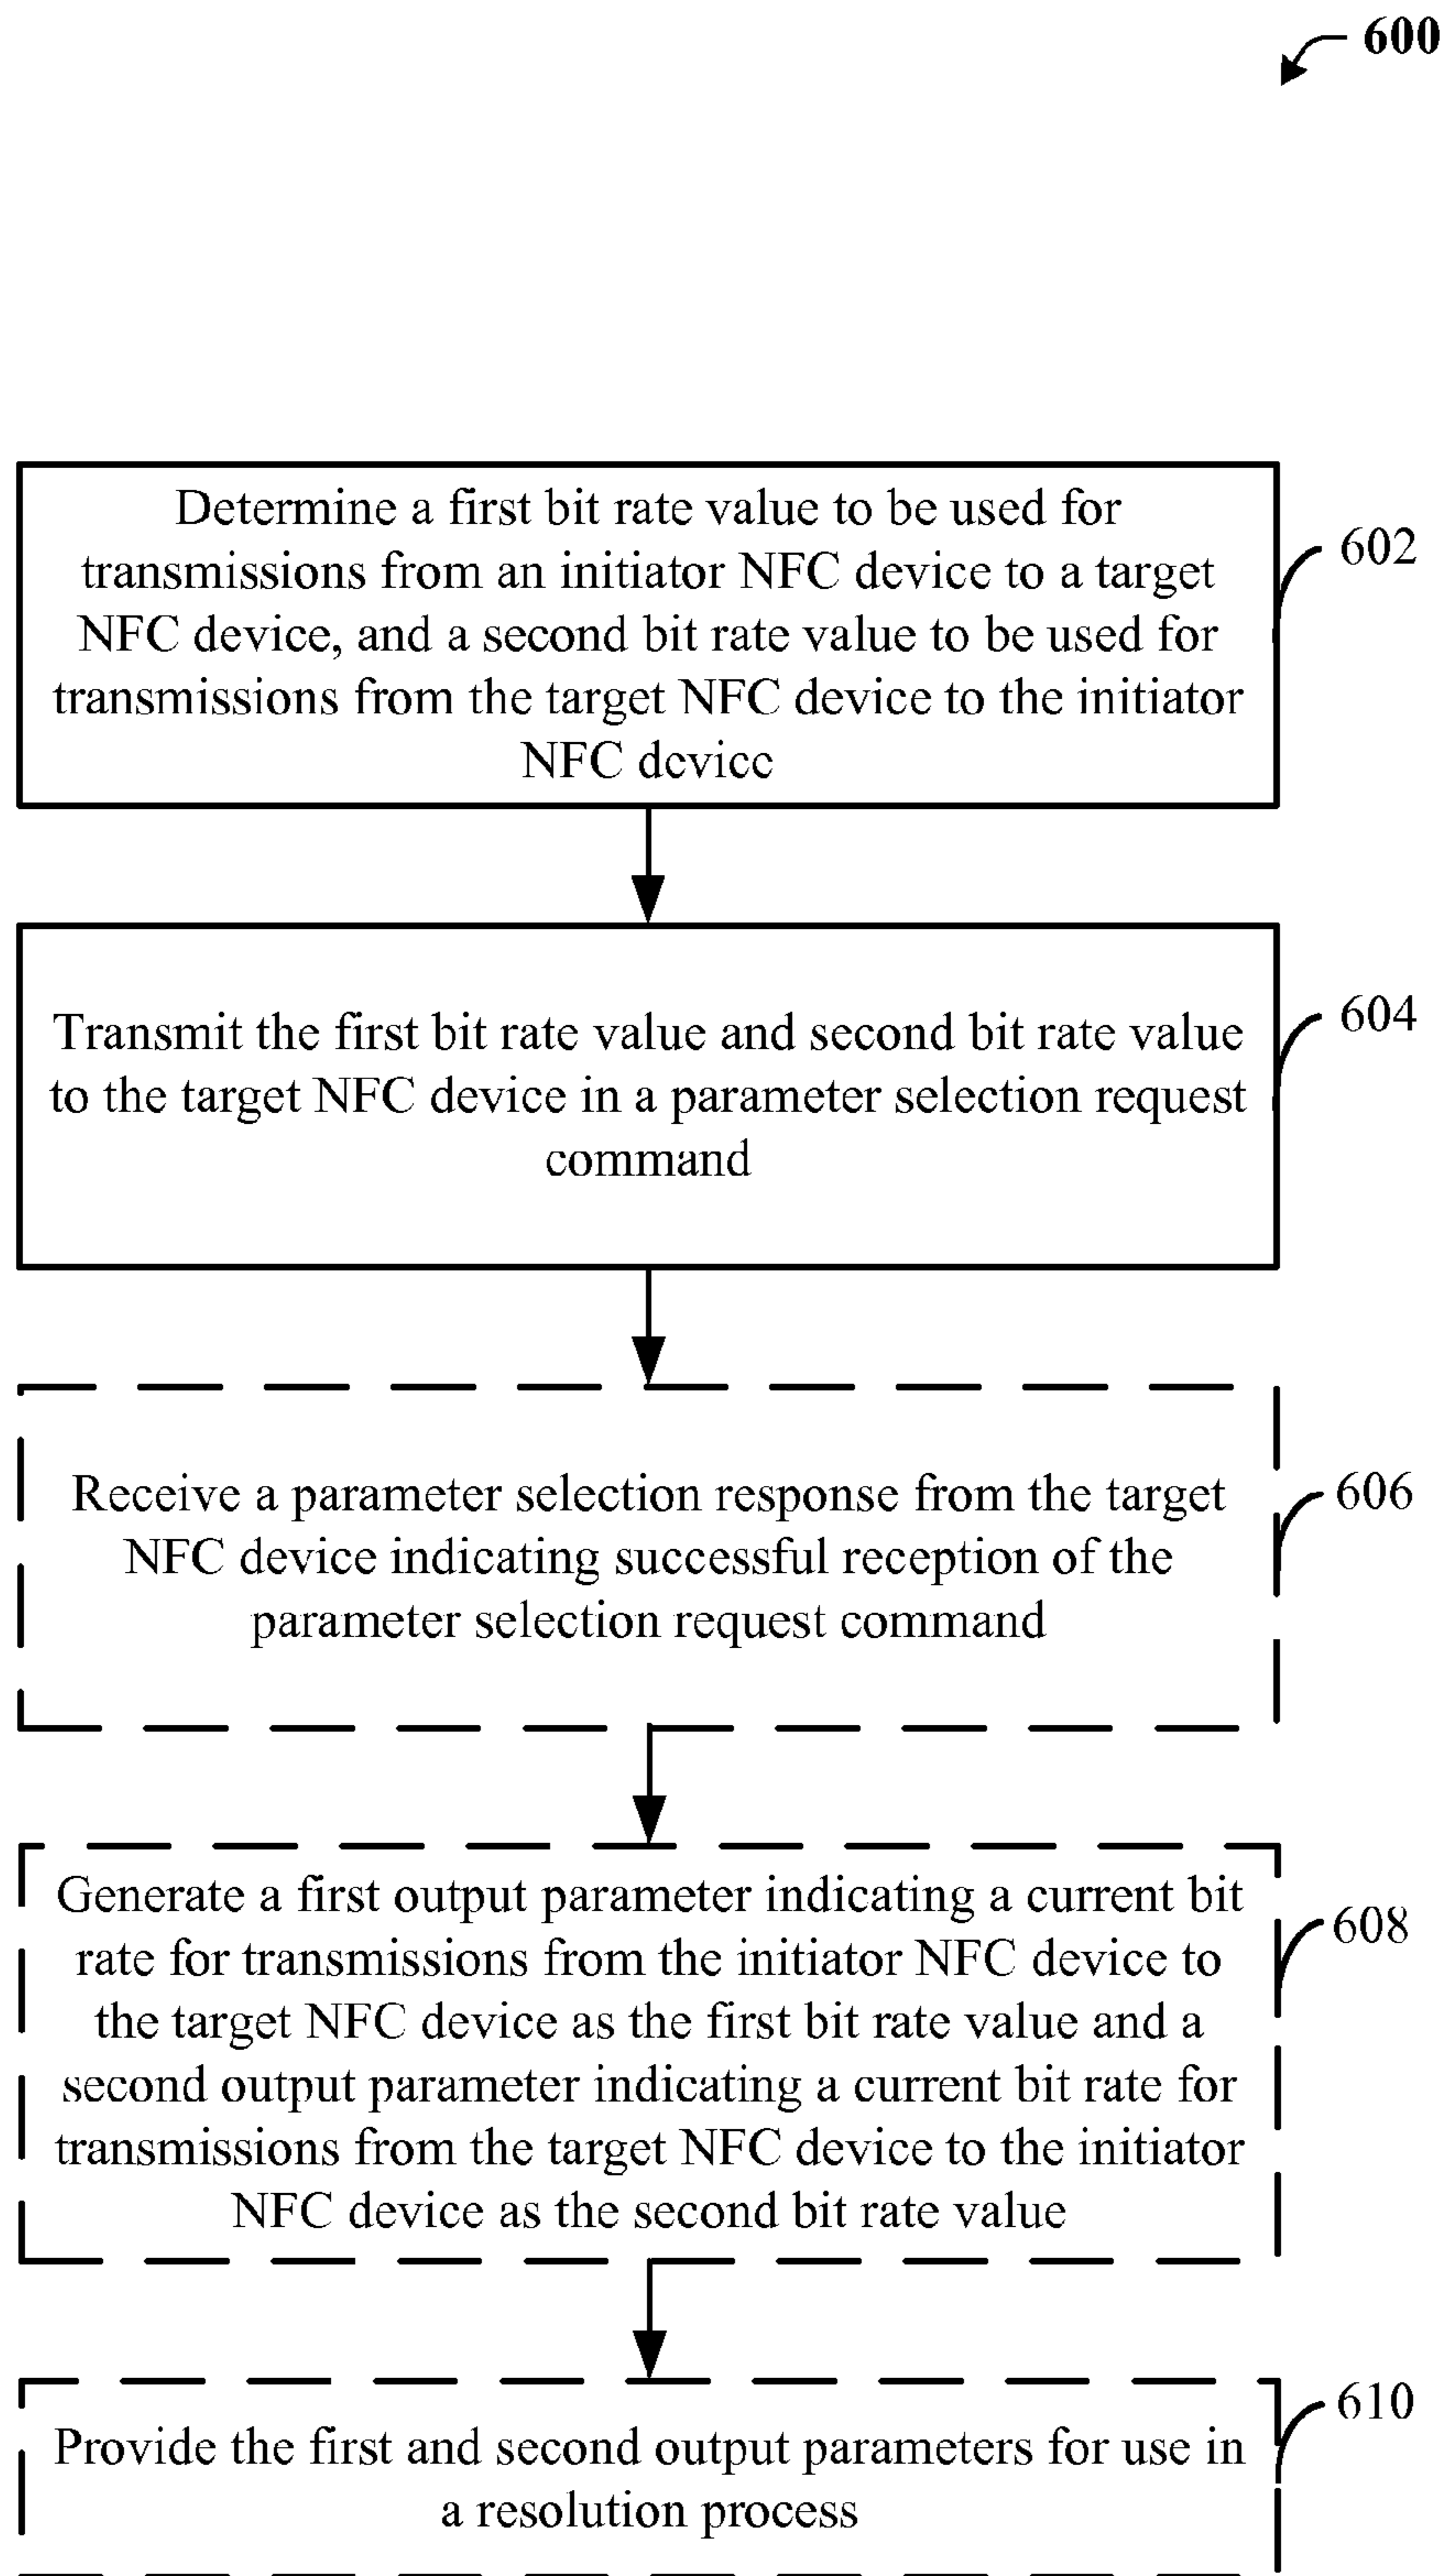 600
Determine a first bit rate value to be used for
transmissions from an initiator NFC device to a target
NFC device, and a second bit rate value to be used for
transmissions from the target NFC device to the initiator
NFC device
602
Transmit the first bit rate value and second bit rate value
to the target NFC device in a parameter selection request
command
604
Receive a parameter selection response from the target
NFC device indicating successful reception of the
parameter selection request command
606
Generate a first output parameter indicating a current bit
rate for transmissions from the initiator NFC device to
the target NFC device as the first bit rate value and a
second output parameter indicating a current bit rate for
transmissions from the target NFC device to the initiator
NFC device as the second bit rate value
608
Provide the first and second output parameters for use in
a resolution process
610